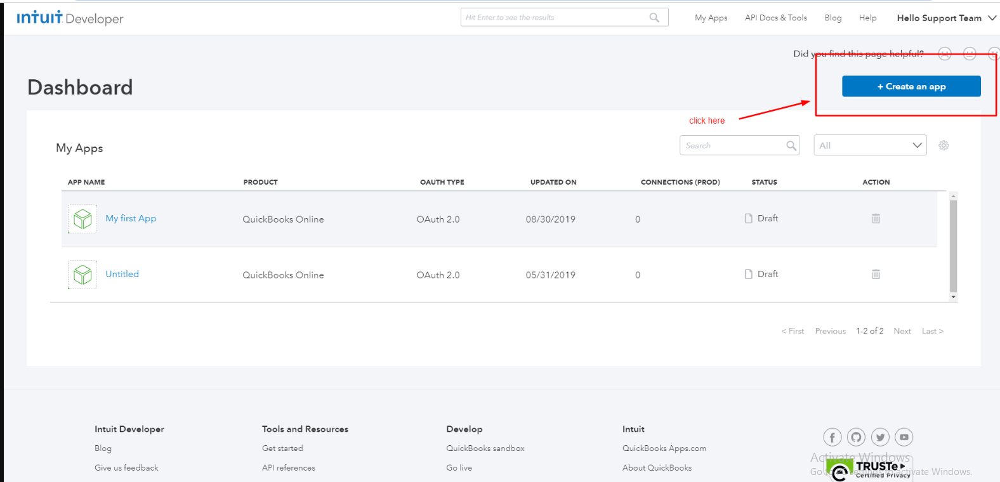 INTUIT Developer
Hit Enter to see the results
My Apps API Docs & Tools Blog Help Hello Support Team
Did you find this page helpful?
Dashboard
+ Create an app
click here
My Apps
Search
All
APP NAME PRODUCT OAUTH TYPE UPDATED ON CONNECTIONS (PROD) STATUS ACTION
My first App QuickBooks Online OAuth 2.0 08/30/2019 0 Draft
Untitled QuickBooks Online OAuth 2.0 05/31/2019 0 Draft
< First Previous 1-2 of 2 Next Last >
Intuit Developer Tools and Resources Develop Intuit
Blog Get started QuickBooks sandbox QuickBooks Apps.com
Give us feedback API references Go live About QuickBooks
Activate Windows
TRUSTe
Certified Privacy
Go to Settings to activate Windows.